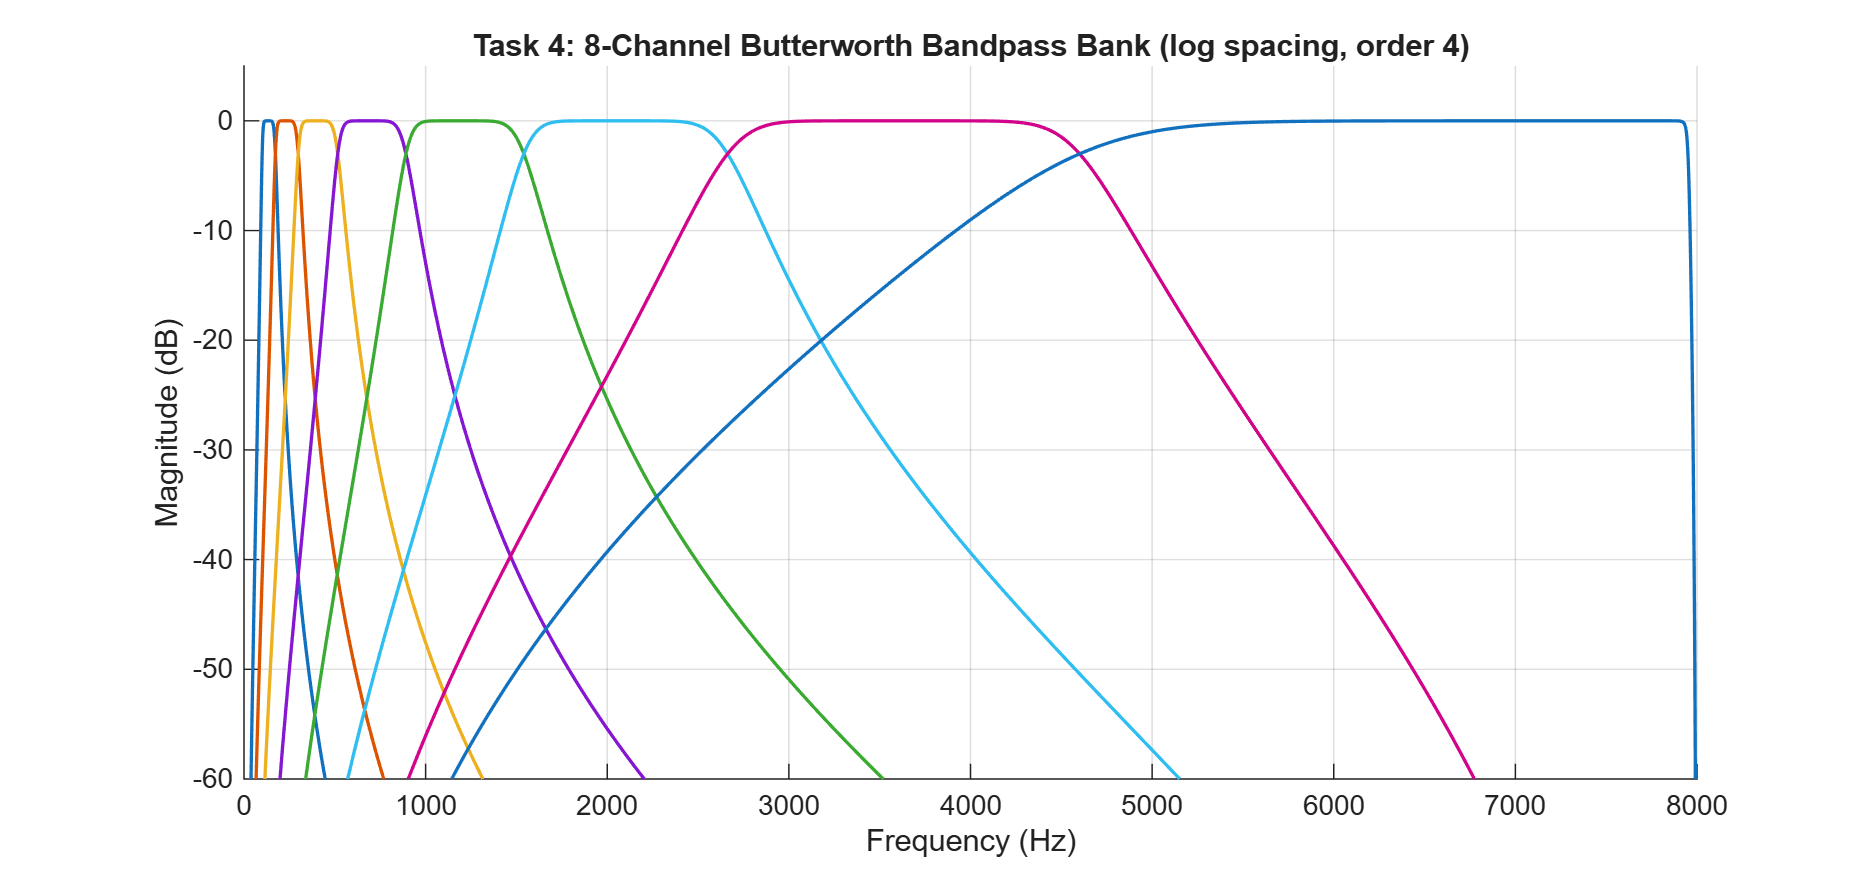 Task 4: 8-Channel Butterworth Bandpass Bank (log spacing, order 4)
Magnitude (dB)
0
-10
-20
-30
-40
-50
-60
0 1000 2000 3000 4000 5000 6000 7000 8000
Frequency (Hz)